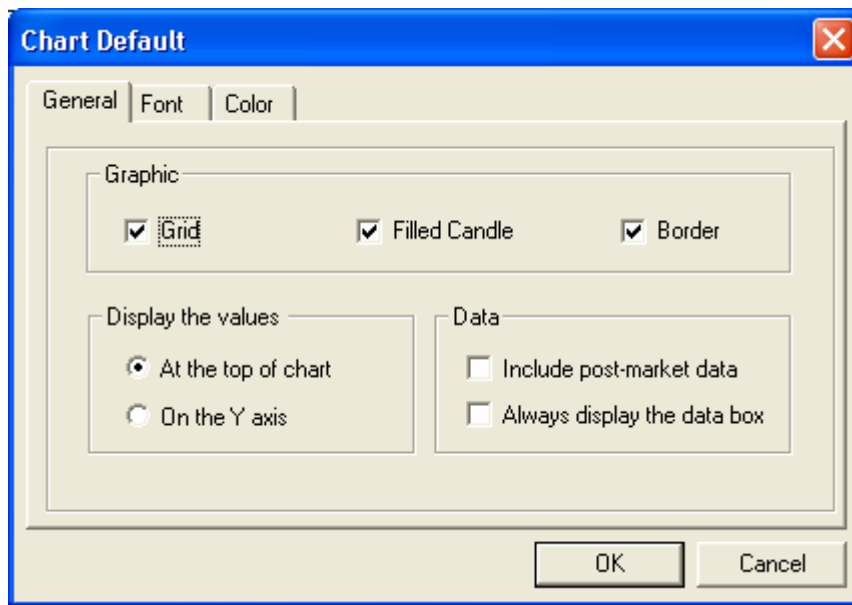 Chart Default
General Font Color
Graphic
Grid Filled Candle Border
Display the values Data
At the top of chart Include post-market data
On the Y axis Always display the data box
OK Cancel